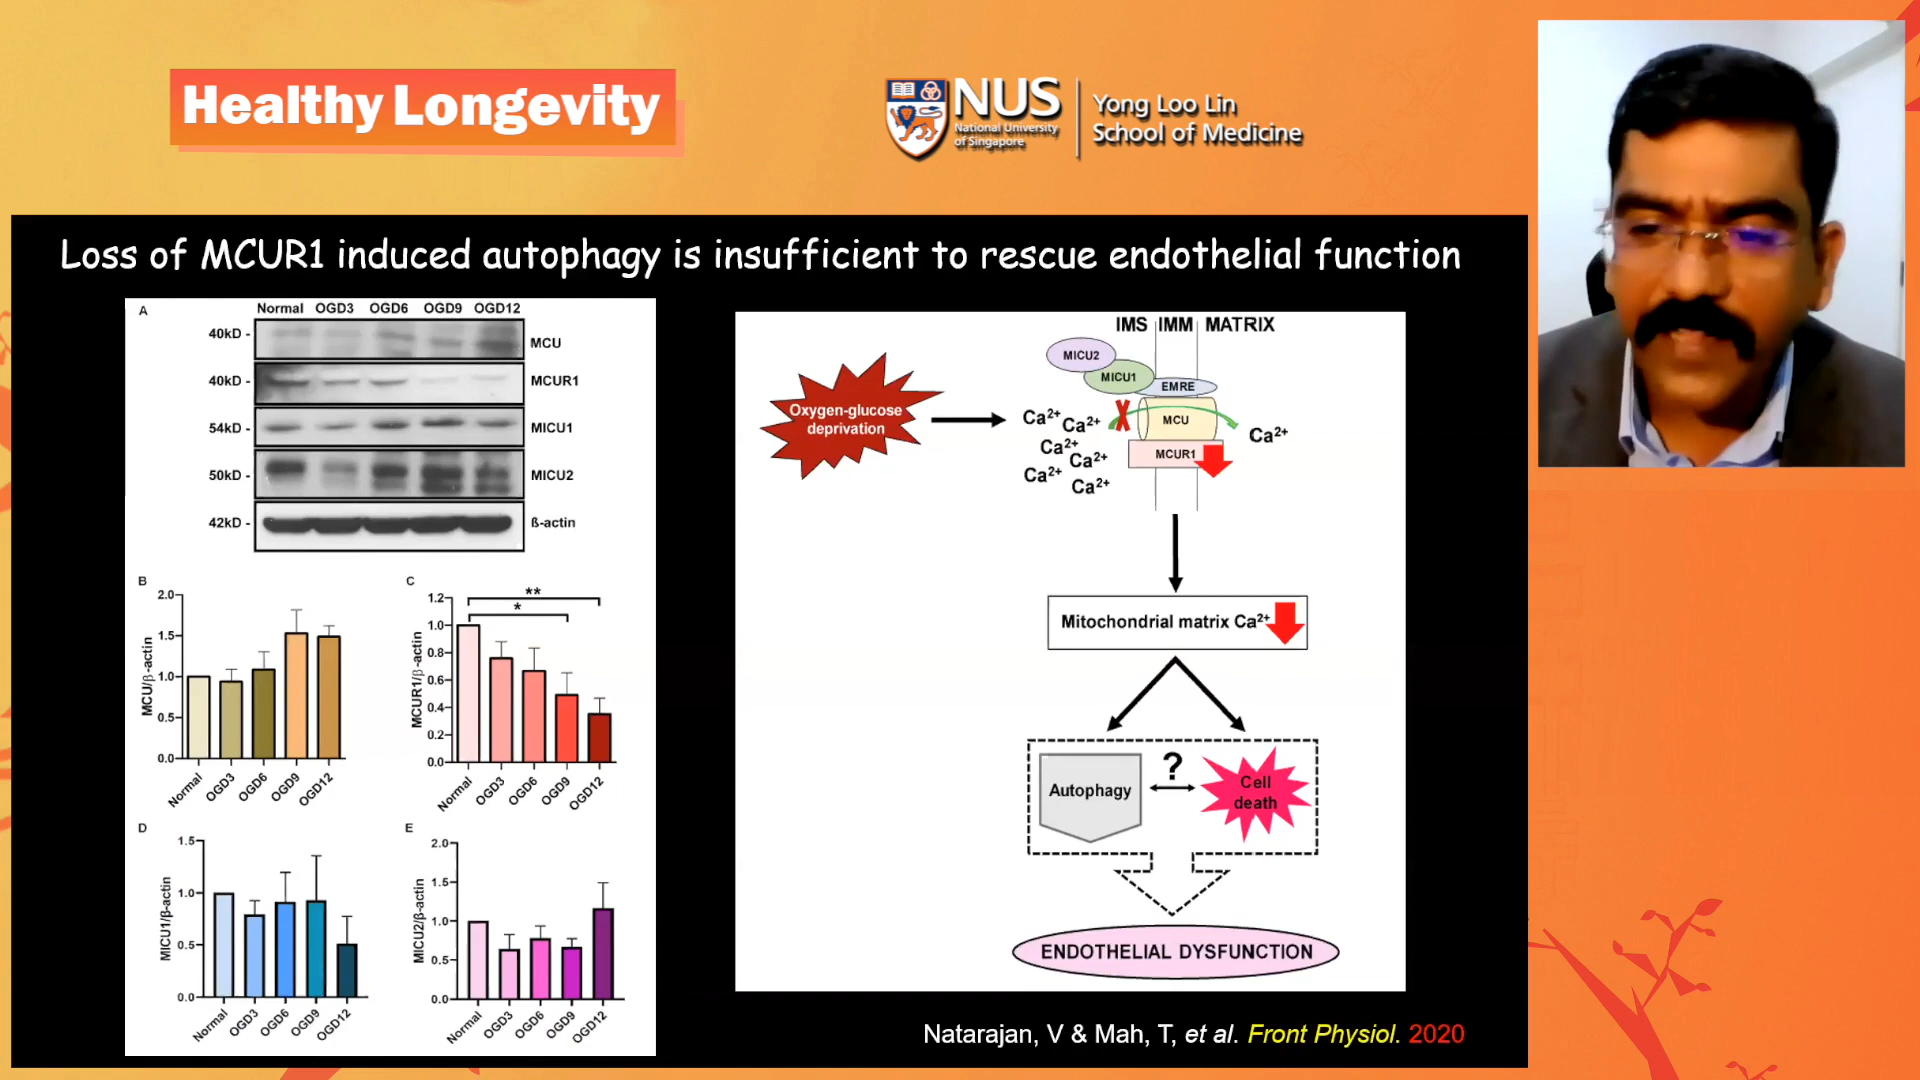 Healthy Longevity
NUS
National University
of Singapore
Yong Loo Lin
School of Medicine
Loss of MCUR1 induced autophagy is insufficient to rescue endothelial function
A
Normal OGD3 OGD6 OGD9 OGD12
40kD - MCU
40kD - MCUR1
54kD - MICU1
50kD - MICU2
42kD - ß-actin
B
MCU/β-actin
2.0
1.5
1.0
0.5
0.0
Normal OGD3 OGD6 OGD9 OGD12
C
MCUR1/β-actin
1.2
1.0
0.8
0.6
0.4
0.2
0.0
**
*
Normal OGD3 OGD6 OGD9 OGD12
D
MICU1/β-actin
1.5
1.0
0.5
0.0
Normal OGD3 OGD6 OGD9 OGD12
E
MICU2/β-actin
2.0
1.5
1.0
0.5
0.0
Normal OGD3 OGD6 OGD9 OGD12
IMS IMM MATRIX
MICU2
MICU1
EMRE
Oxygen-glucose
deprivation
Ca²⁺ Ca²⁺
Ca²⁺
Ca²⁺
Ca²⁺
Ca²⁺
X
MCU
Ca²⁺
MCUR1
Mitochondrial matrix Ca²⁺
Autophagy
?
Cell
death
ENDOTHELIAL DYSFUNCTION
Natarajan, V & Mah, T, et al. Front Physiol. 2020